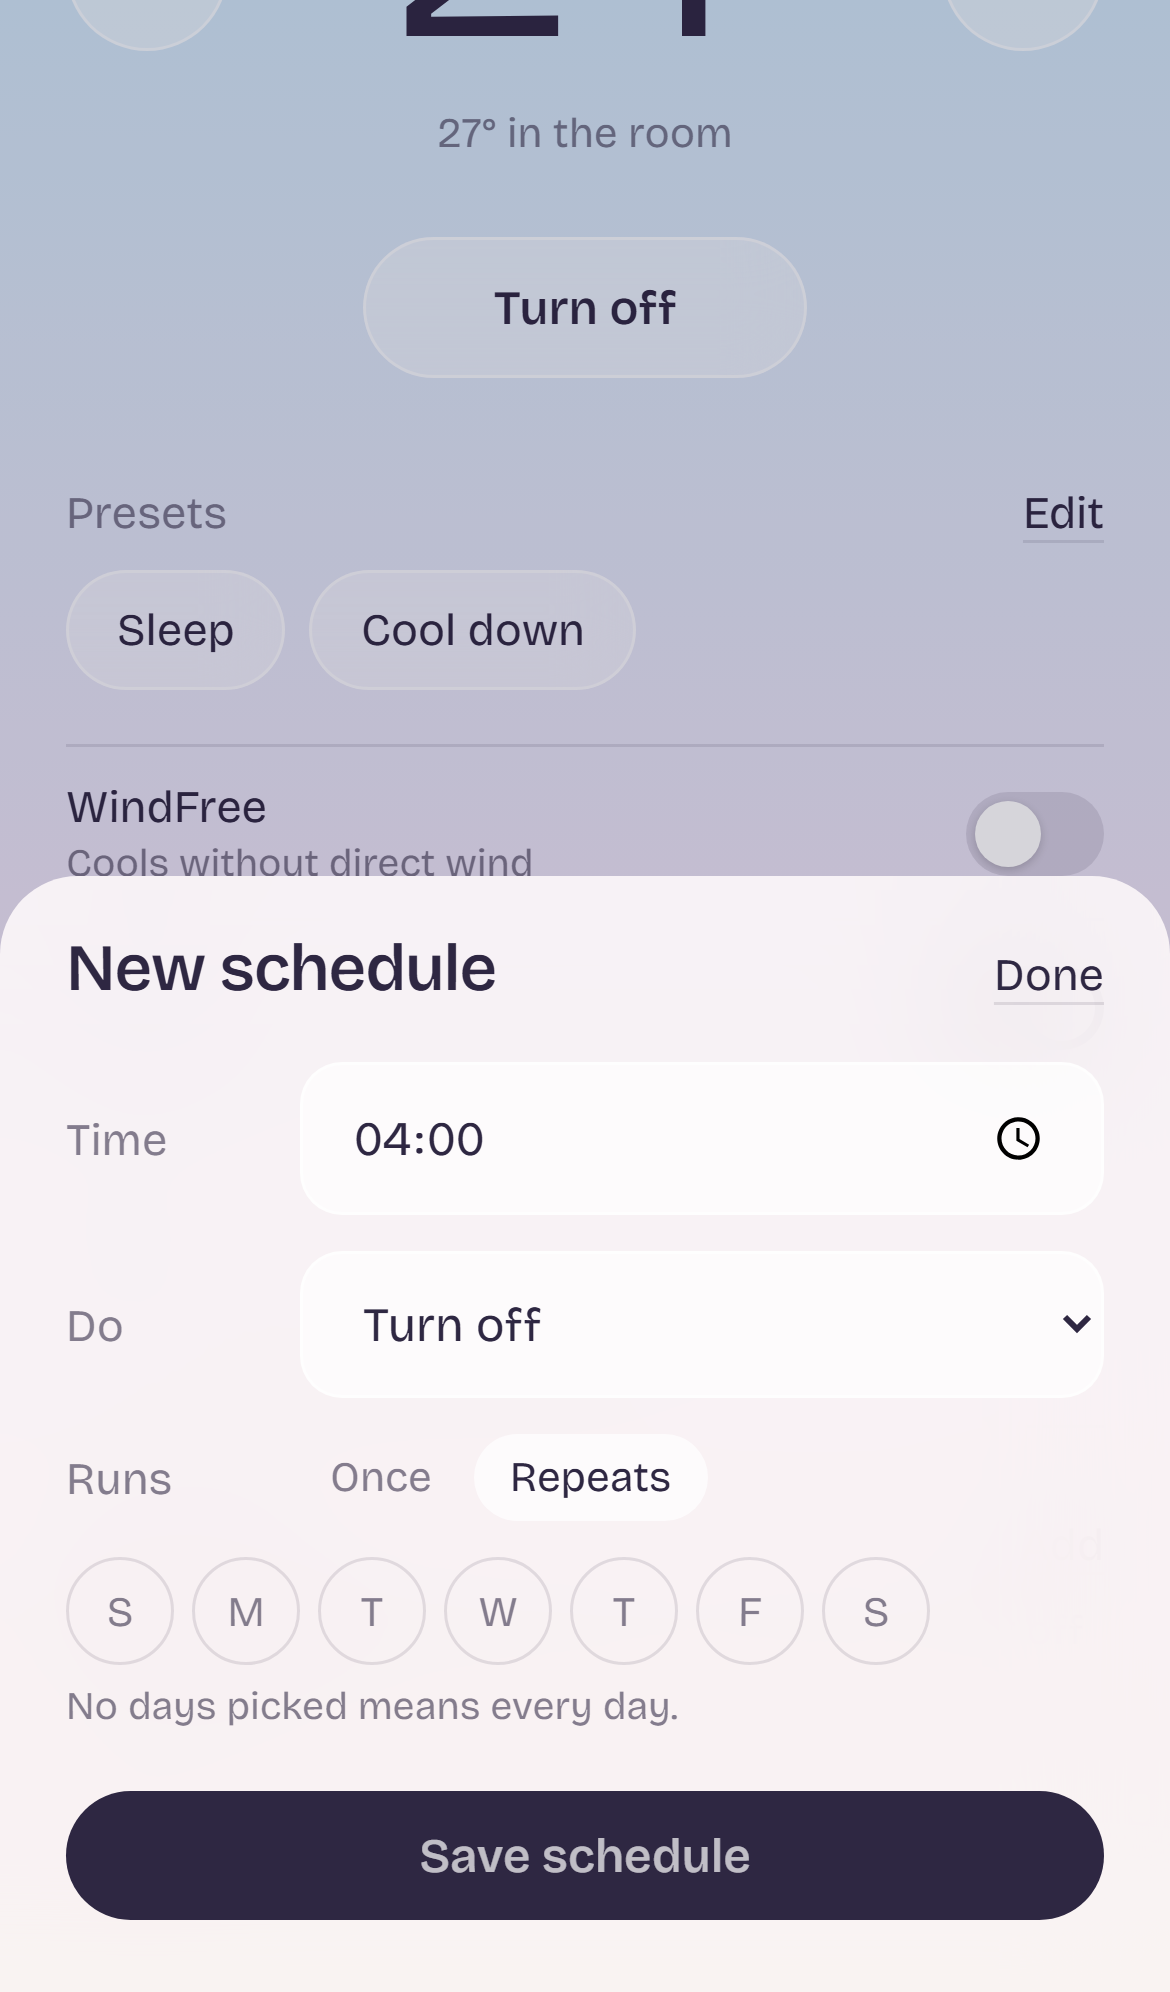 27° in the room
Turn off
Presets
Edit
Sleep
Cool down
WindFree
Cools without direct wind
New schedule
Done
Time
04:00
Do
Turn off
Runs
Once
Repeats
S M T W T F S
No days picked means every day.
Save schedule